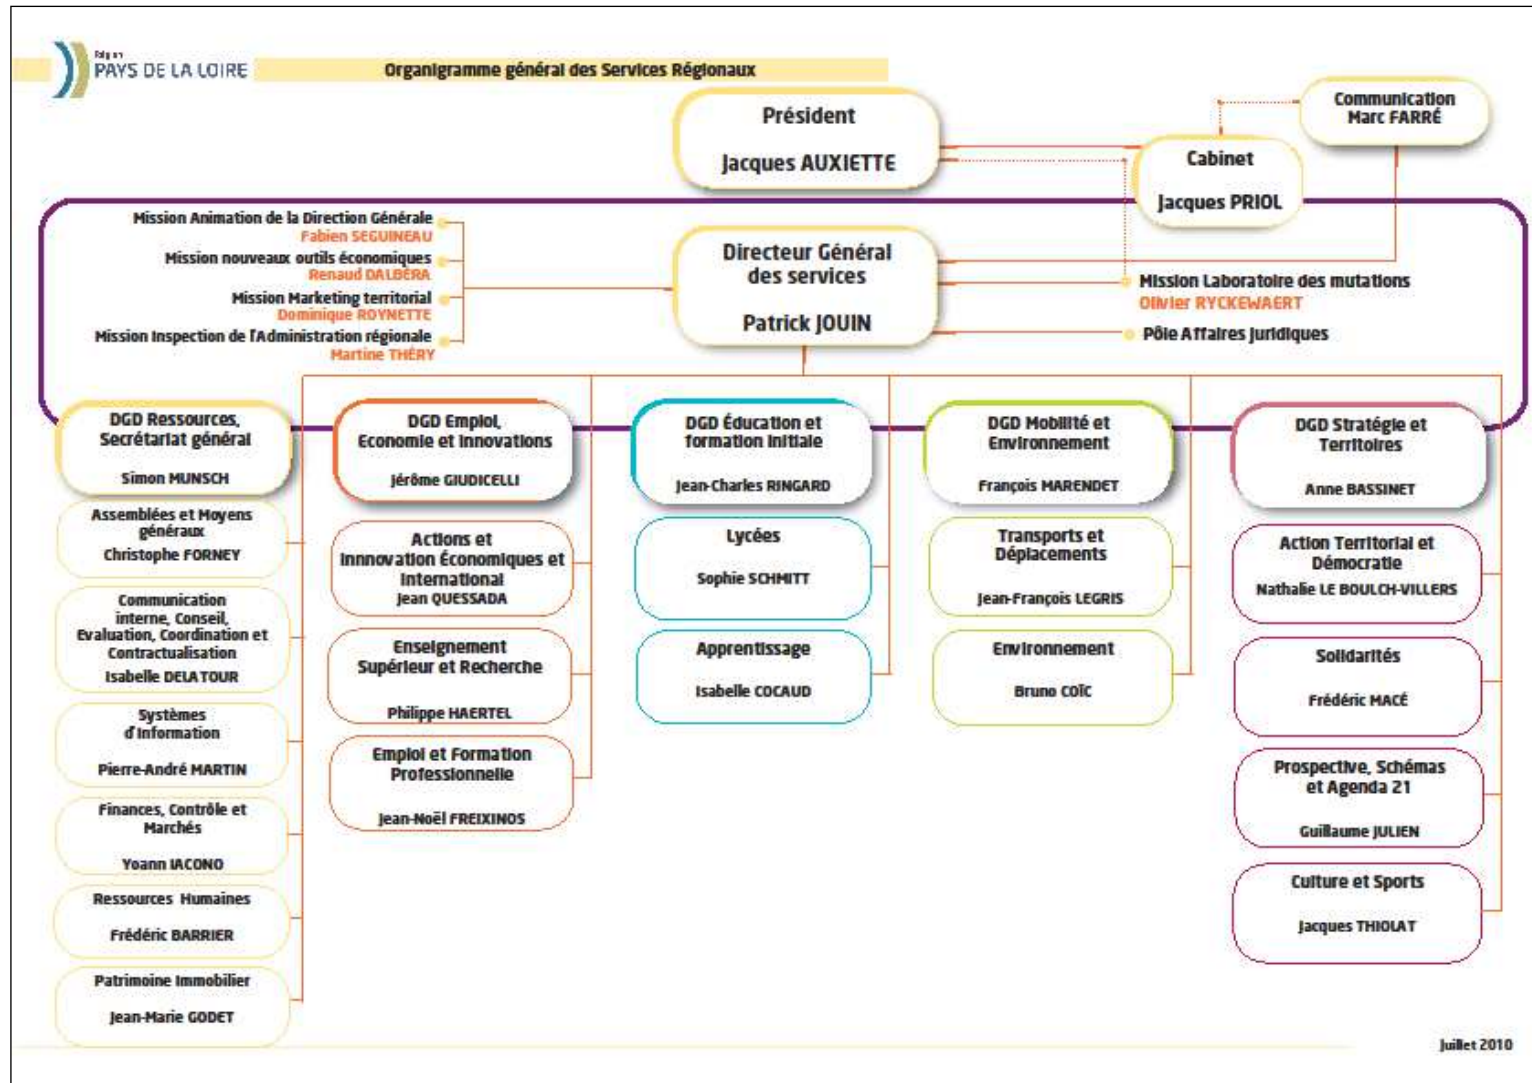 Région
PAYS DE LA LOIRE
Organigramme général des Services Régionaux
Président
Jacques AUXIETTE
Communication
Marc FARRÉ
Cabinet
Jacques PRIOL
Mission Animation de la Direction Générale
Fabien SEGUINEAU
Mission nouveaux outils économiques
Renaud DALBÉRA
Mission Marketing territorial
Dominique ROYNETTE
Mission Inspection de l'Administration régionale
Martine THÉRY
Directeur Général
des services
Patrick JOUIN
Mission Laboratoire des mutations
Olivier RYCKEWAERT
Pôle Affaires Juridiques
DGD Ressources,
Secrétariat général
Simon MUNSCH
Assemblées et Moyens
généraux
Christophe FORNEY
Communication
interne, Conseil,
Evaluation, Coordination et
Contractualisation
Isabelle DELATOUR
Systèmes
d'Information
Pierre-André MARTIN
Finances, Contrôle et
Marchés
Yoann IACONO
Ressources Humaines
Frédéric BARRIER
Patrimoine Immobilier
Jean-Marie GODET
DGD Emploi,
Economie et Innovations
Jérôme GIUDICELLI
Actions et
Innnovation Économiques et
International
Jean QUESSADA
Enseignement
Supérieur et Recherche
Philippe HAERTEL
Emploi et Formation
Professionnelle
Jean-Noël FREIXINOS
DGD Éducation et
formation Initiale
Jean-Charles RINGARD
Lycées
Sophie SCHMITT
Apprentissage
Isabelle COCAUD
DGD Mobilité et
Environnement
François MARENDET
Transports et
Déplacements
Jean-François LEGRIS
Environnement
Bruno COÏC
DGD Stratégie et
Territoires
Anne BASSINET
Action Territorial et
Démocratie
Nathalie LE BOULCH-VILLERS
Solidarités
Frédéric MACÉ
Prospective, Schémas
et Agenda 21
Guillaume JULIEN
Culture et Sports
Jacques THIOLAT
Juillet 2010